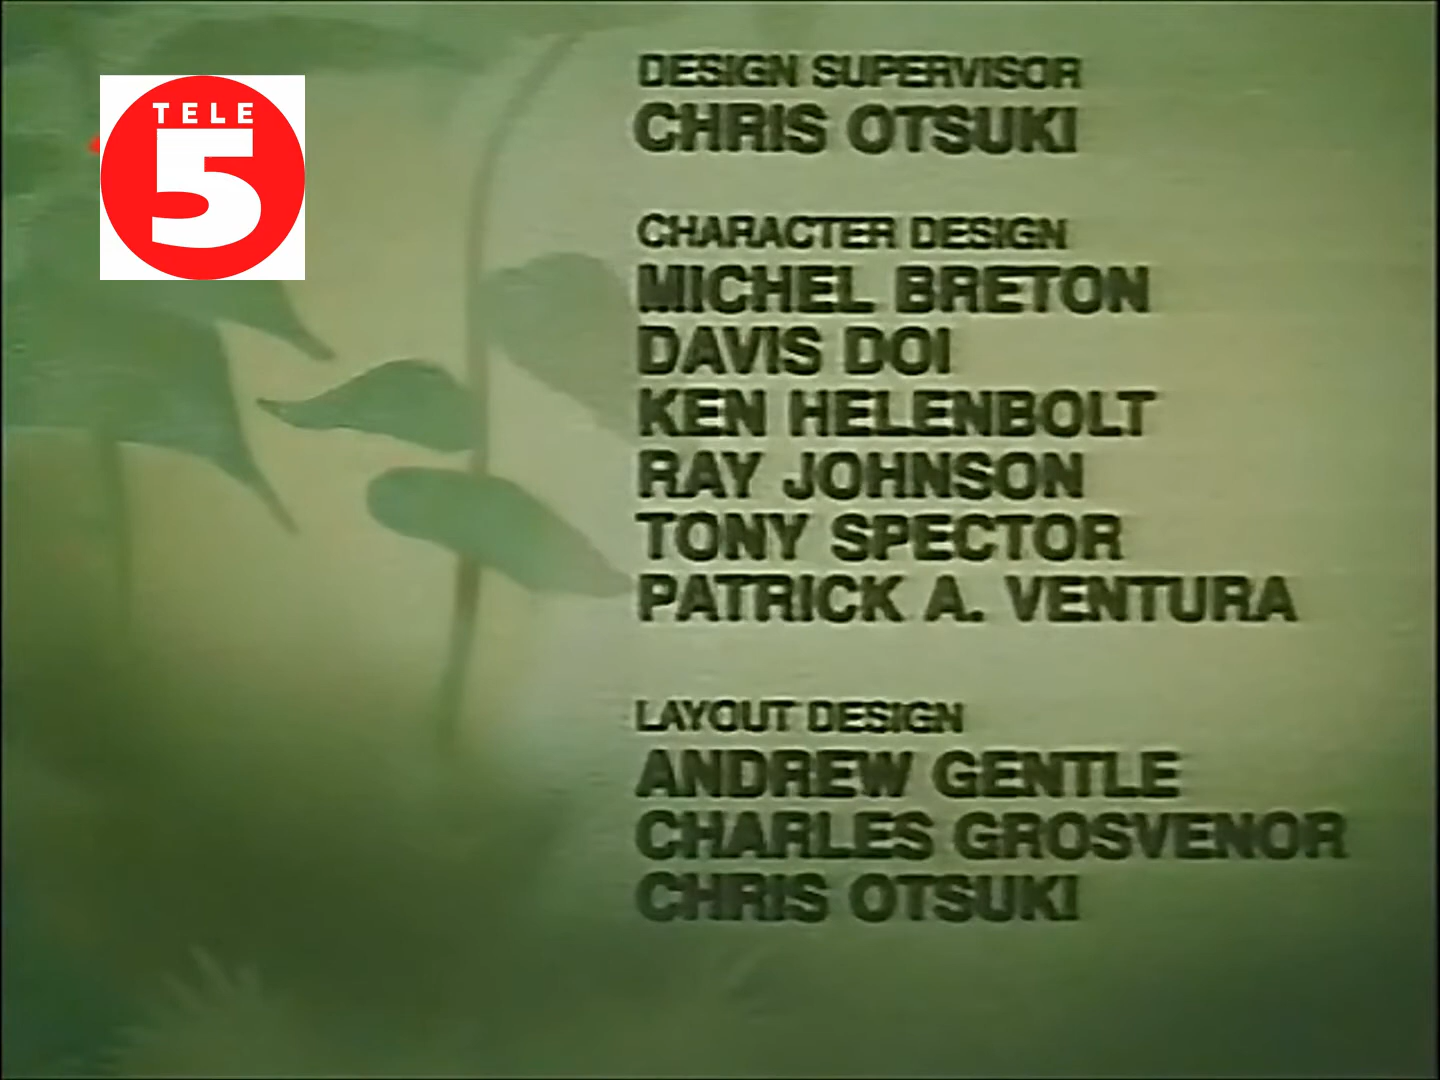 TELE
5
DESIGN SUPERVISOR
CHRIS OTSUKI
CHARACTER DESIGN
MICHEL BRETON
DAVIS DOI
KEN HELENBOLT
RAY JOHNSON
TONY SPECTOR
PATRICK A. VENTURA
LAYOUT DESIGN
ANDREW GENTLE
CHARLES GROSVENOR
CHRIS OTSUKI